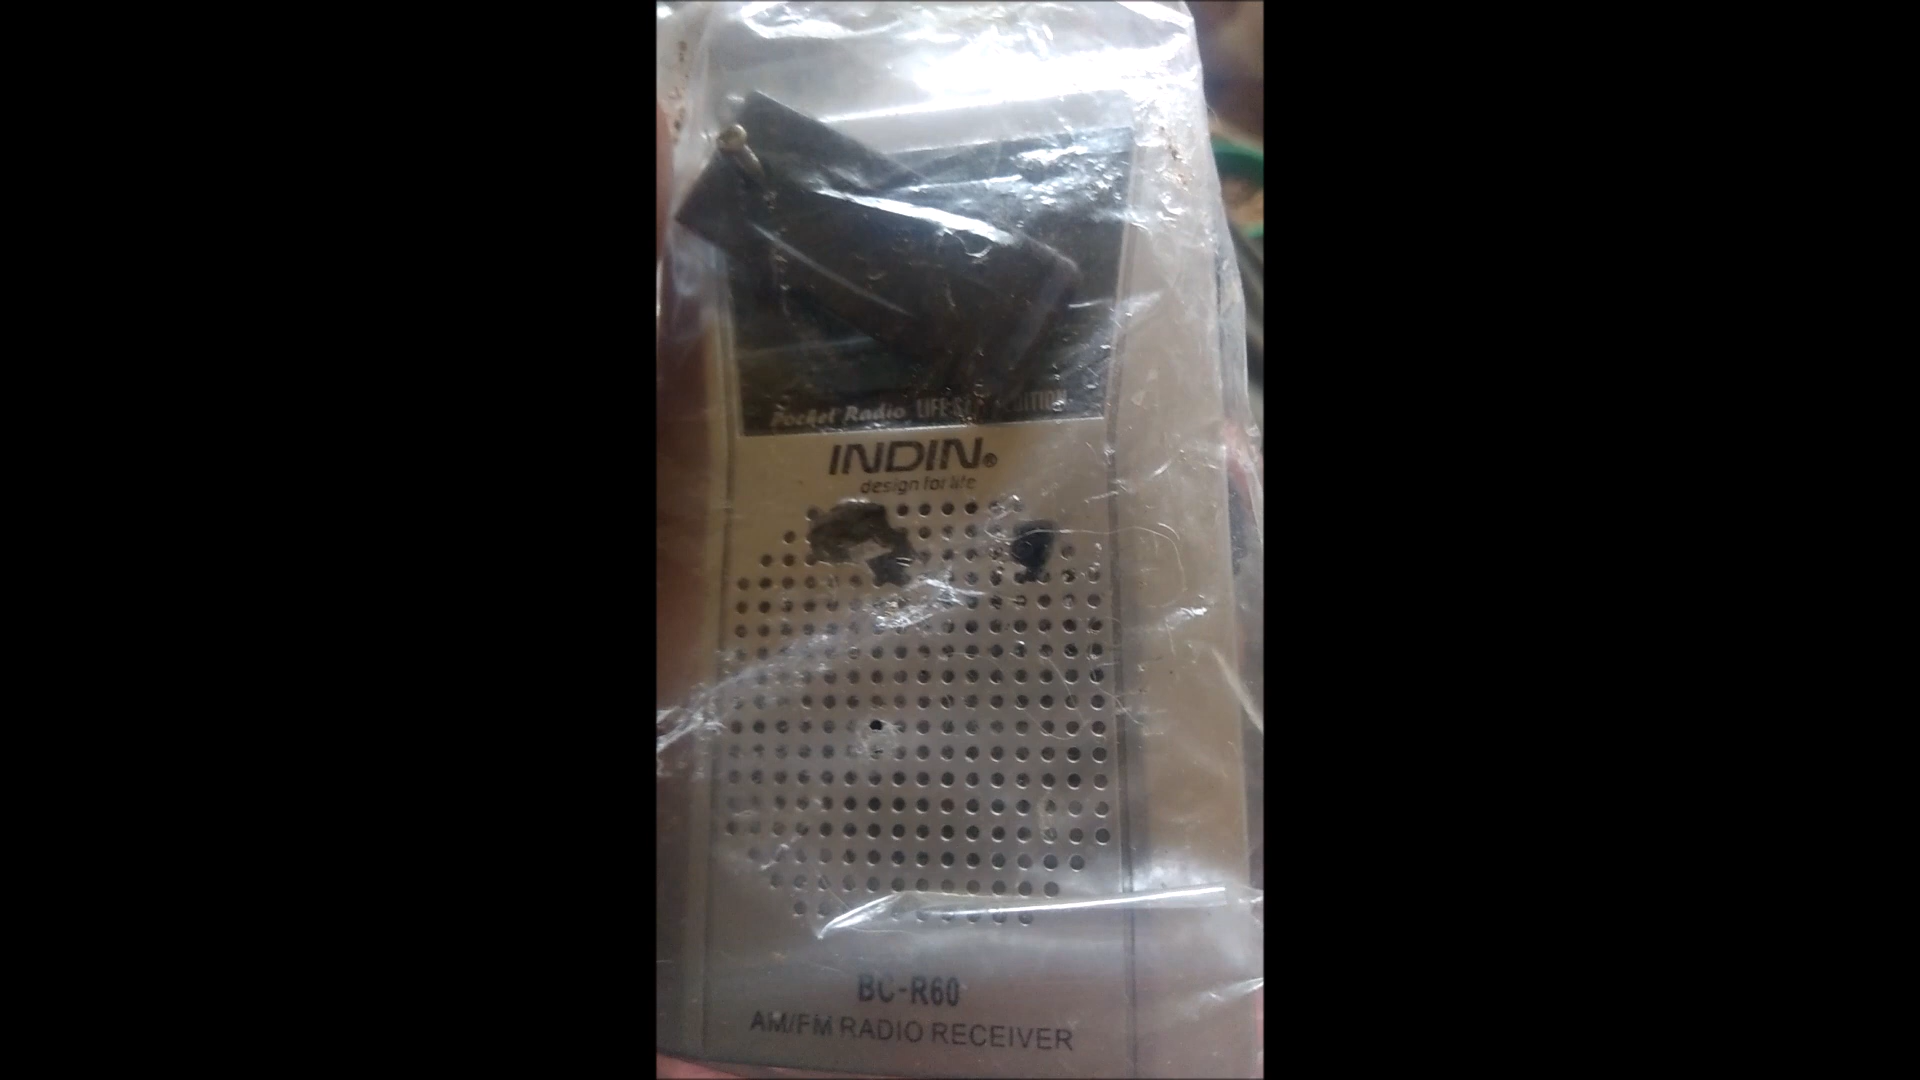 Pocket Radio
INDIN®
design for life
BC-R60
AM/FM RADIO RECEIVER